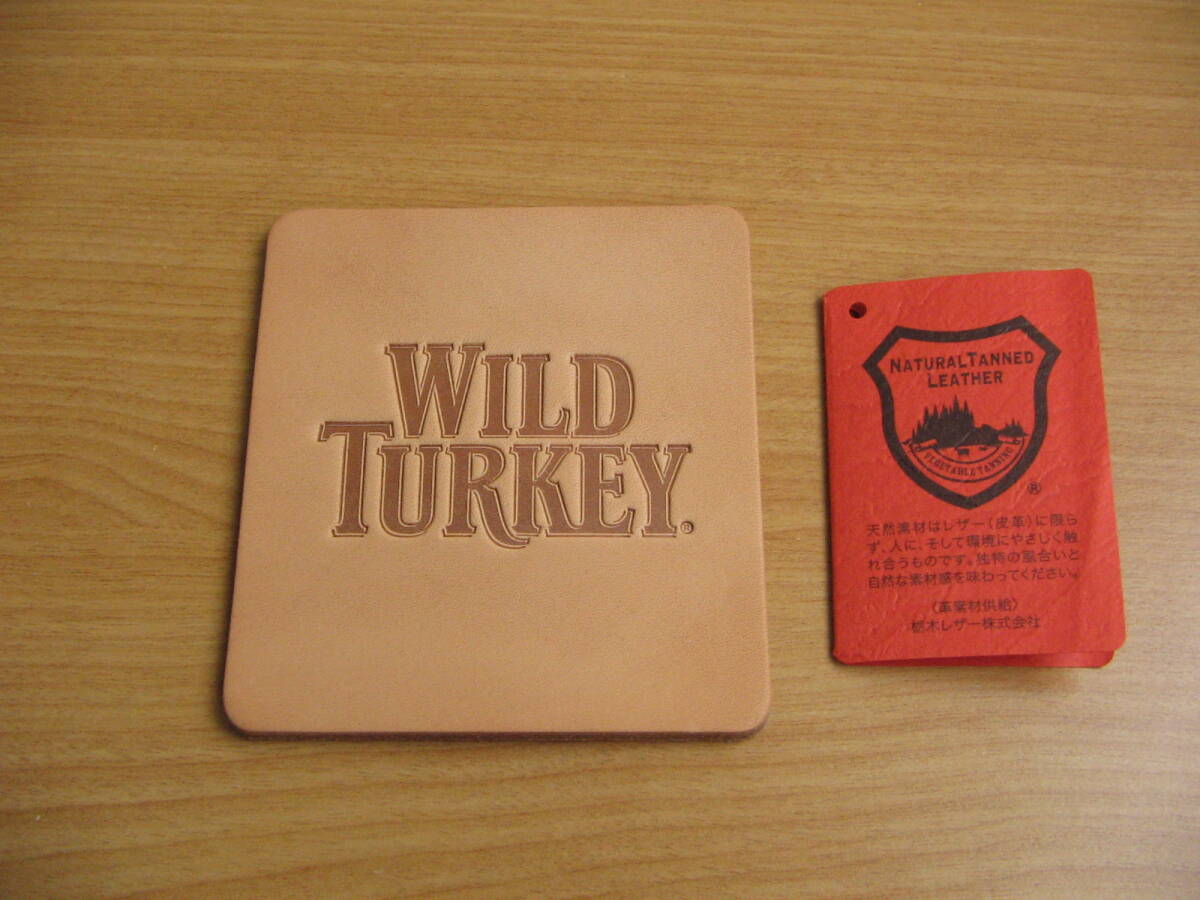 WILD
TURKEY®
NATURAL TANNED
LEATHER
VEGETABLE TANNING
®
天然素材はレザー(皮革)に限ら
ず、人に、そして環境にやさしく触
れ合うものです。独特の風合いと
自然な素材感を味わってください。
〈革素材供給〉
栃木レザー株式会社